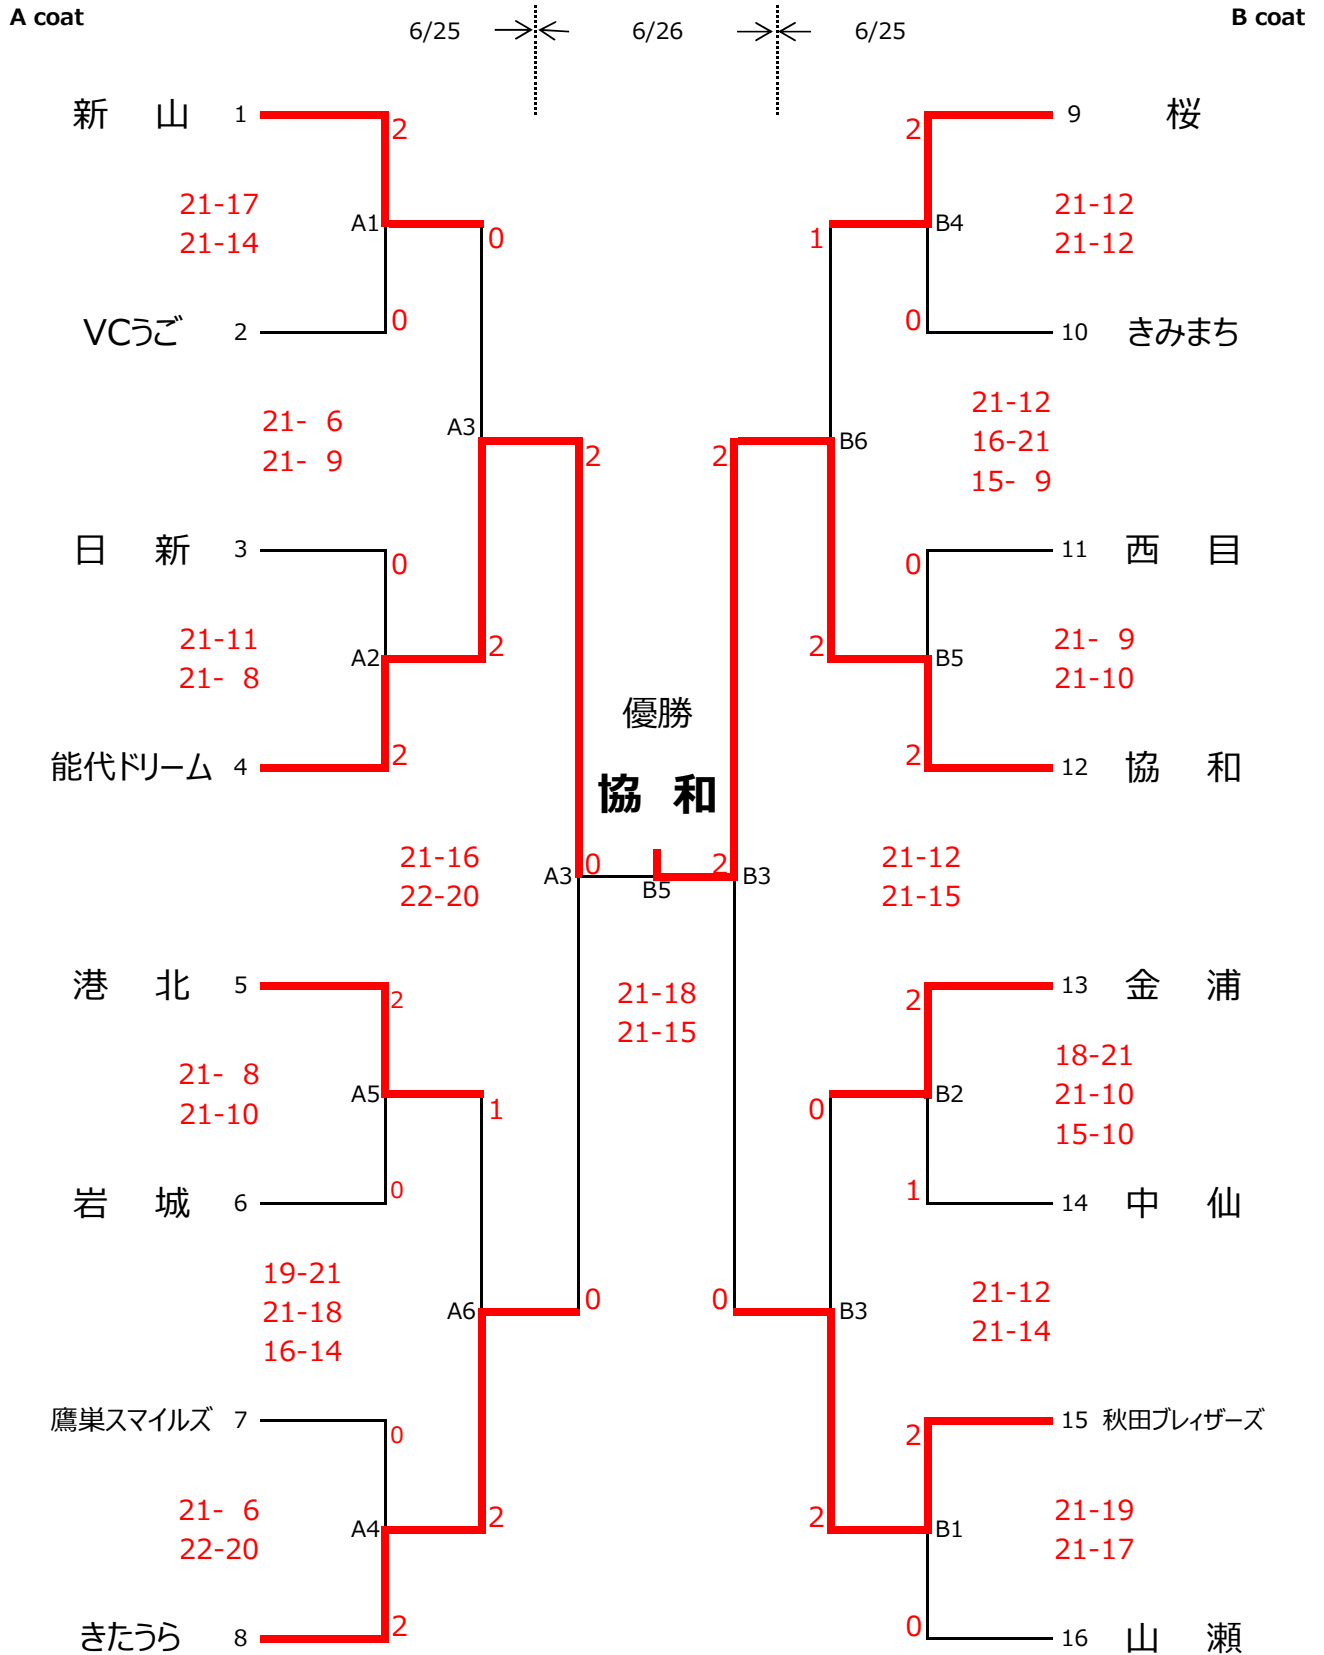 A coat
6/25
6/26
6/25
B coat
新 山 1
2
9 桜
2
21-17
21-14
A1
0
1
B4
21-12
21-12
VCうご 2
0
0
10 きみまち
21- 6
21- 9
A3
2
2
B6
21-12
16-21
15- 9
日 新 3
0
0
11 西 目
21-11
21- 8
A2
2
2
B5
21- 9
21-10
優勝
能代ドリーム 4
2
2
12 協 和
協 和
21-16
22-20
A3
0
B5
2
B3
21-12
21-15
港 北 5
2
21-18
21-15
2
13 金 浦
21- 8
21-10
A5
1
0
B2
18-21
21-10
15-10
岩 城 6
0
1
14 中 仙
19-21
21-18
16-14
A6
0
0
B3
21-12
21-14
鷹巣スマイルズ 7
0
2
15 秋田ブレィザーズ
21- 6
22-20
A4
2
2
B1
21-19
21-17
きたうら 8
2
0
16 山 瀬